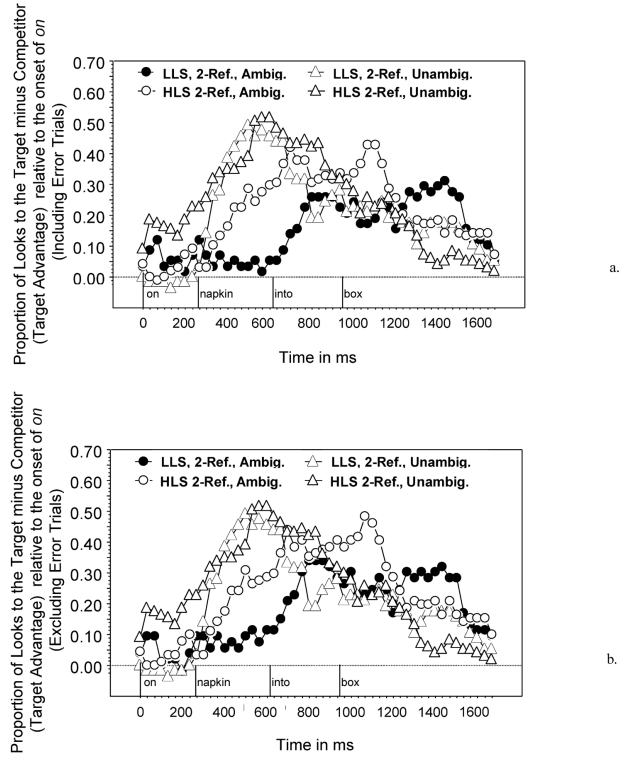 Proportion of Looks to the Target minus Competitor
(Target Advantage) relative to the onset of on
(Including Error Trials)
0.70
0.60
0.50
0.40
0.30
0.20
0.10
0.00
LLS, 2-Ref., Ambig.
LLS, 2-Ref., Unambig.
HLS 2-Ref., Ambig.
HLS 2-Ref., Unambig.
on
napkin
into
box
0 200 400 600 800 1000 1200 1400 1600
Time in ms
a.
Proportion of Looks to the Target minus Competitor
(Target Advantage) relative to the onset of on
(Excluding Error Trials)
0.70
0.60
0.50
0.40
0.30
0.20
0.10
0.00
LLS, 2-Ref., Ambig.
LLS, 2-Ref., Unambig.
HLS 2-Ref., Ambig.
HLS 2-Ref., Unambig.
on
napkin
into
box
0 200 400 600 800 1000 1200 1400 1600
Time in ms
b.